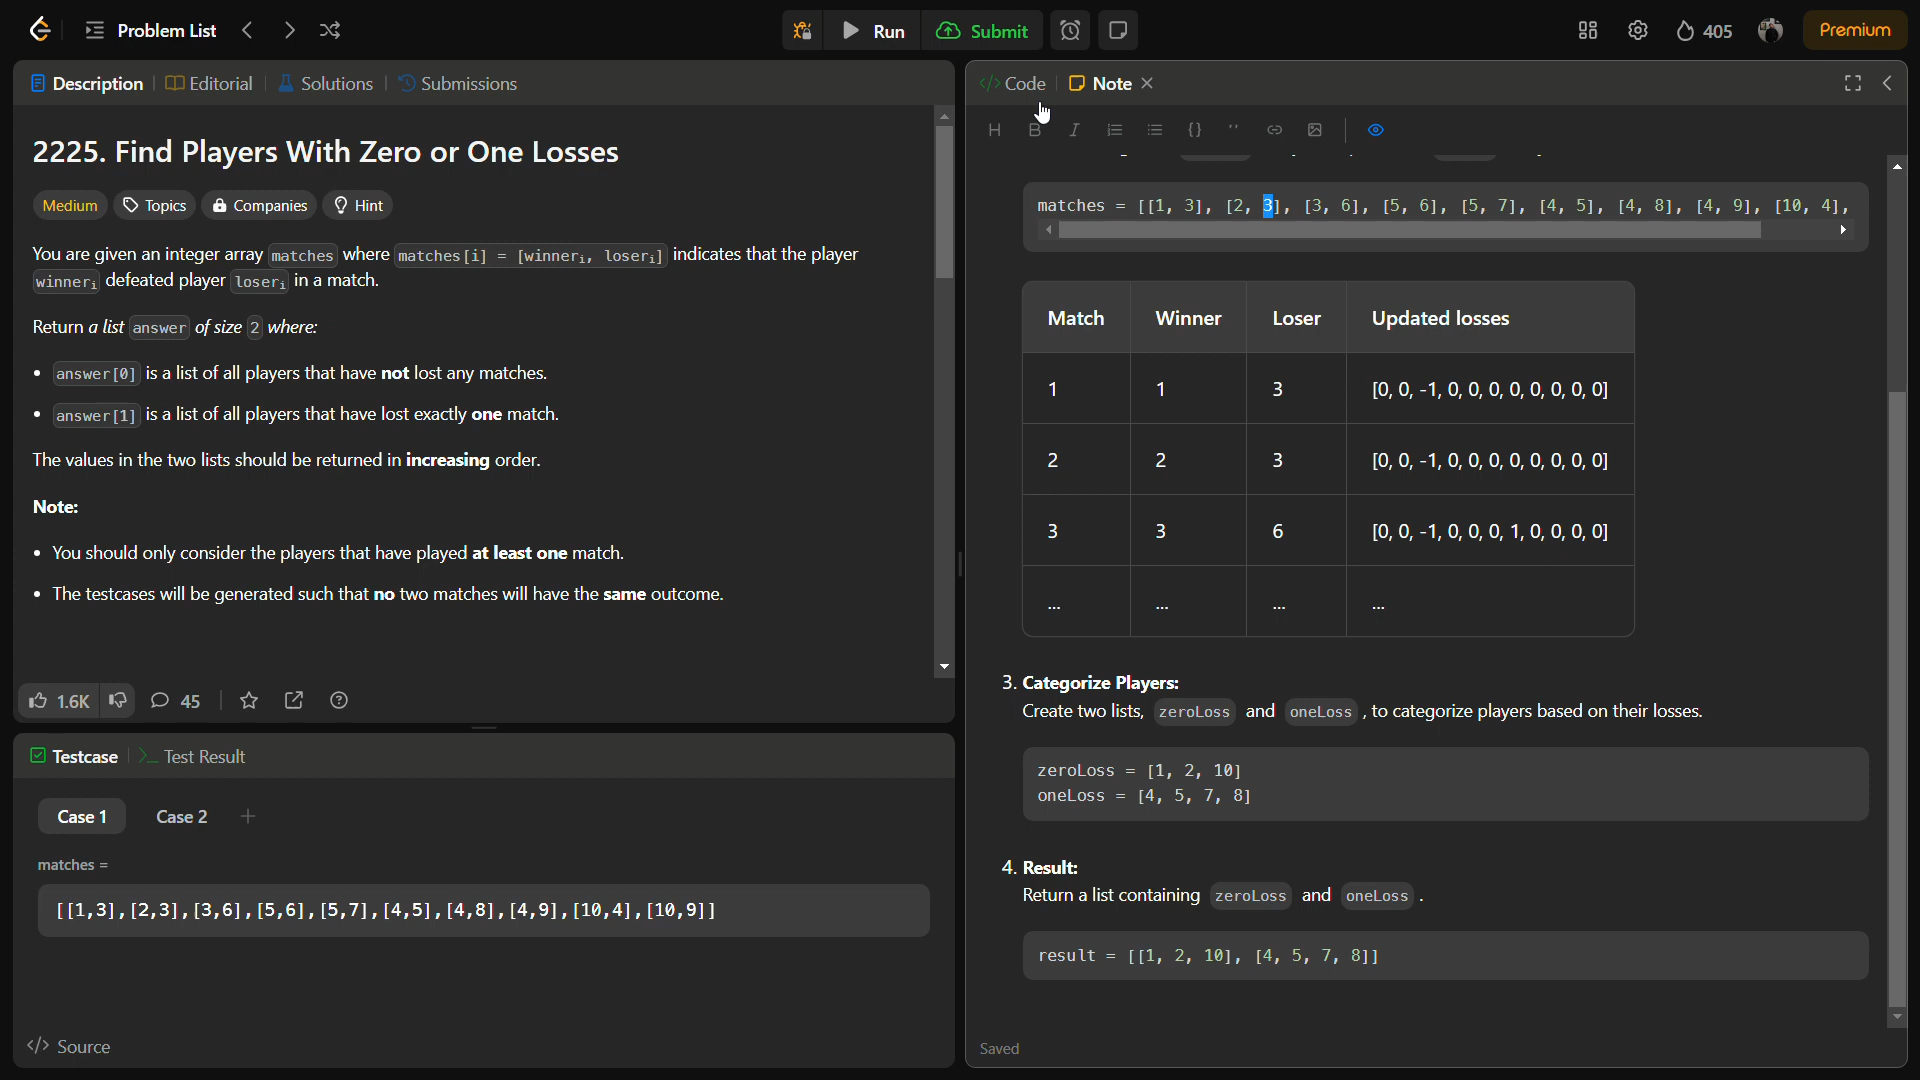 Problem List
Run
Submit
405
Premium
Description
Editorial
Solutions
Submissions
2225. Find Players With Zero or One Losses
Medium
Topics
Companies
Hint
You are given an integer array matches where matches[i] = [winneri, loseri] indicates that the player
winneri defeated player loseri in a match.
Return a list answer of size 2 where:
• answer[0] is a list of all players that have not lost any matches.
• answer[1] is a list of all players that have lost exactly one match.
The values in the two lists should be returned in increasing order.
Note:
• You should only consider the players that have played at least one match.
• The testcases will be generated such that no two matches will have the same outcome.
1.6K
45
Testcase
Test Result
Case 1
Case 2
matches =
[[1,3],[2,3],[3,6],[5,6],[5,7],[4,5],[4,8],[4,9],[10,4],[10,9]]
</> Source
</> Code
Note
H B I {} "
matches = [[1, 3], [2, 3], [3, 6], [5, 6], [5, 7], [4, 5], [4, 8], [4, 9], [10, 4],
Match Winner Loser Updated losses
1 1 3 [0, 0, -1, 0, 0, 0, 0, 0, 0, 0, 0]
2 2 3 [0, 0, -1, 0, 0, 0, 0, 0, 0, 0, 0]
3 3 6 [0, 0, -1, 0, 0, 0, 1, 0, 0, 0, 0]
... ... ... ...
3. Categorize Players:
Create two lists, zeroLoss and oneLoss , to categorize players based on their losses.
zeroLoss = [1, 2, 10]
oneLoss = [4, 5, 7, 8]
4. Result:
Return a list containing zeroLoss and oneLoss .
result = [[1, 2, 10], [4, 5, 7, 8]]
Saved